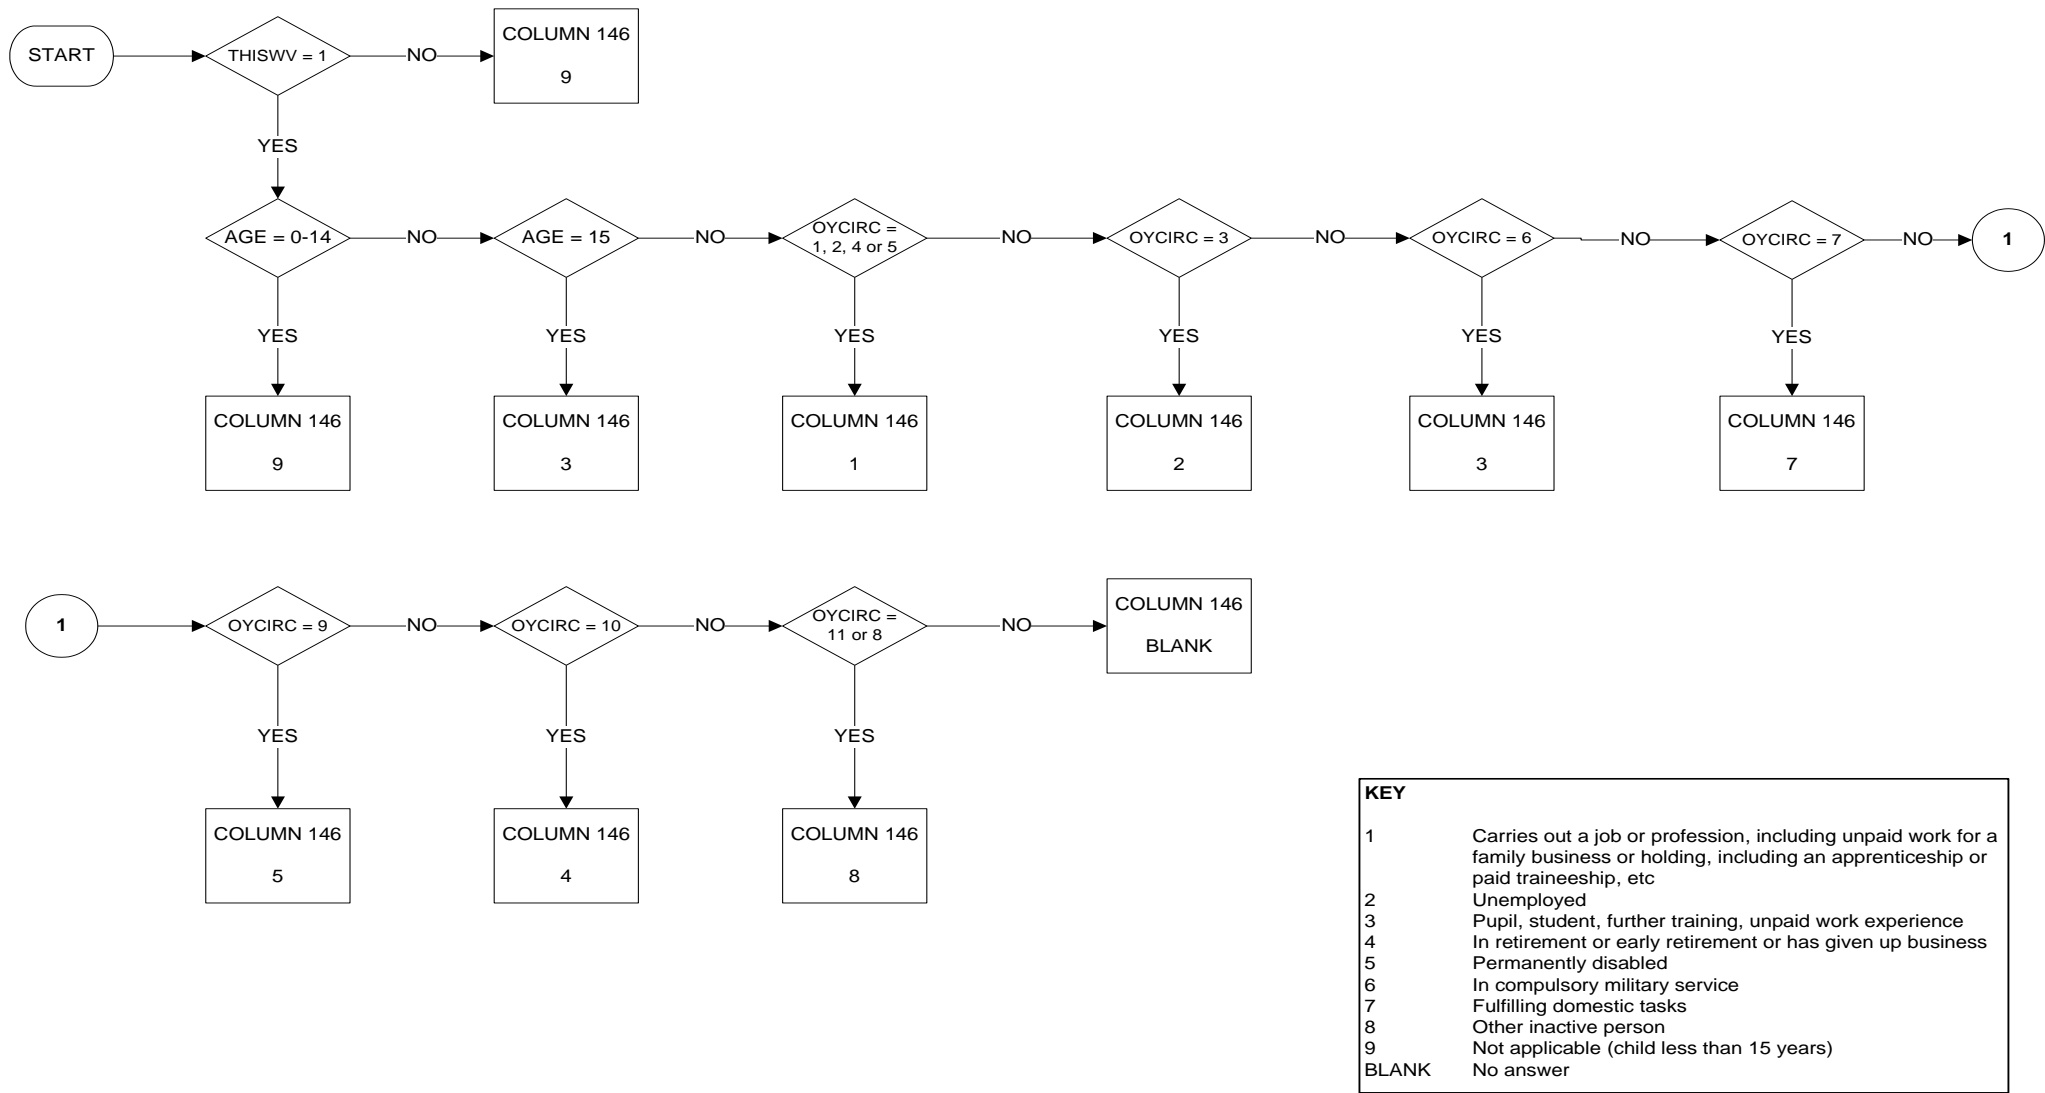 START
THISWV = 1
NO
COLUMN 146
9
YES
AGE = 0-14
NO
AGE = 15
NO
OYCIRC =
1, 2, 4 or 5
NO
OYCIRC = 3
NO
OYCIRC = 6
NO
OYCIRC = 7
NO
1
YES
YES
YES
YES
YES
YES
COLUMN 146
9
COLUMN 146
3
COLUMN 146
1
COLUMN 146
2
COLUMN 146
3
COLUMN 146
7
1
OYCIRC = 9
NO
OYCIRC = 10
NO
OYCIRC =
11 or 8
NO
COLUMN 146
BLANK
YES
YES
YES
COLUMN 146
5
COLUMN 146
4
COLUMN 146
8
KEY
1 Carries out a job or profession, including unpaid work for a
family business or holding, including an apprenticeship or
paid traineeship, etc
2 Unemployed
3 Pupil, student, further training, unpaid work experience
4 In retirement or early retirement or has given up business
5 Permanently disabled
6 In compulsory military service
7 Fulfilling domestic tasks
8 Other inactive person
9 Not applicable (child less than 15 years)
BLANK No answer